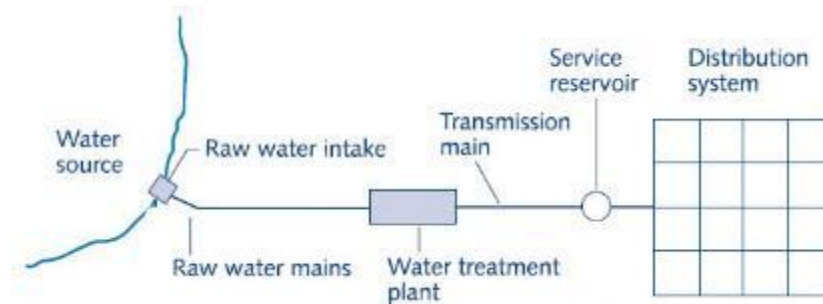 Water
source
Raw water intake
Raw water mains
Water treatment
plant
Transmission
main
Service
reservoir
Distribution
system